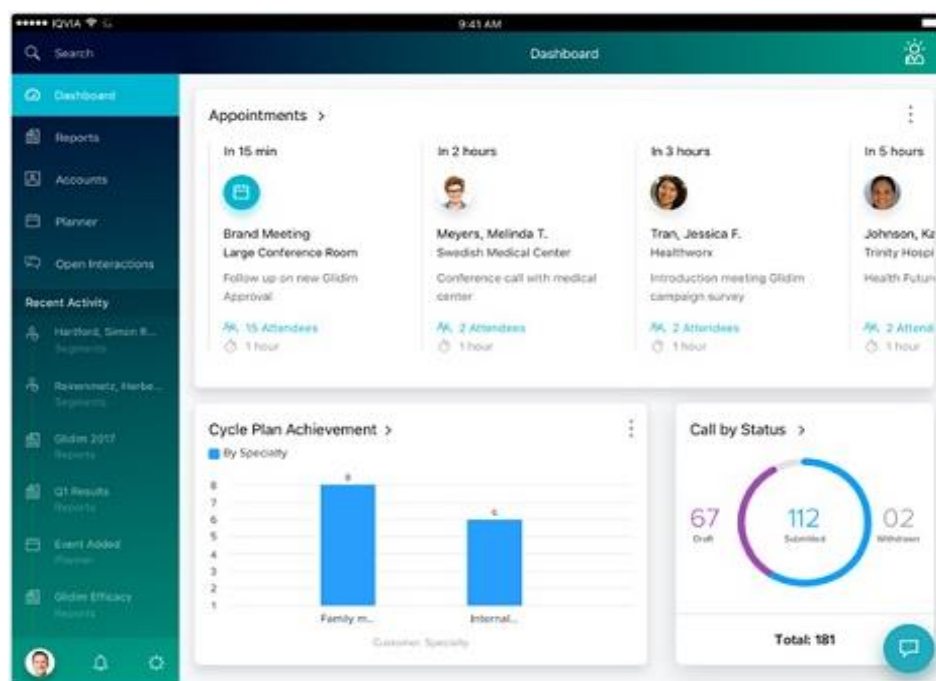 IQVIA
9:41 AM
Search
Dashboard
Dashboard
Reports
Accounts
Planner
Open Interactions
Recent Activity
Hartford, Simon R...
Segments
Segments
Glidim 2017
Reports
Q1 Results
Reports
Event Added
Planner
Glidim Efficacy
Reports
Appointments >
In 15 min
Brand Meeting
Large Conference Room
Follow up on new Glidim
Approval
15 Attendees
1 hour
In 2 hours
Meyers, Melinda T.
Swedish Medical Center
Conference call with medical
center
2 Attendees
1 hour
In 3 hours
Tran, Jessica F.
Healthworx
Introduction meeting Glidim
campaign survey
2 Attendees
1 hour
In 5 hours
Johnson, Ka
Trinity Hospi
Health Futur
2 Attend
1 hour
Cycle Plan Achievement >
By Specialty
8
7
6
5
4
3
2
1
8
6
Family m...
Internal...
Customer: Specialty
Call by Status >
67
Draft
112
Submitted
02
Withdrawn
Total: 181